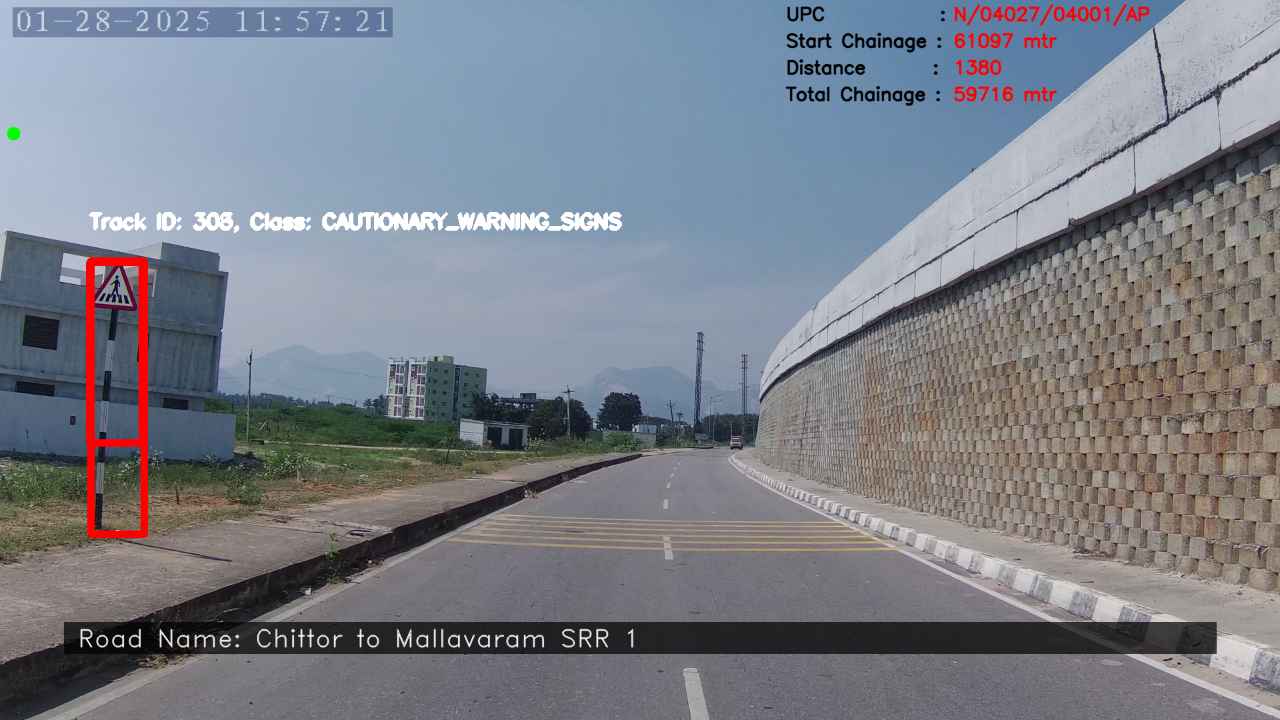 01-28-2025 11:57:21
UPC : N/04027/04001/AP
Start Chainage : 61097 mtr
Distance : 1380
Total Chainage : 59716 mtr
Track ID: 308, Class: CAUTIONARY_WARNING_SIGNS
Road Name: Chittor to Mallavaram SRR 1